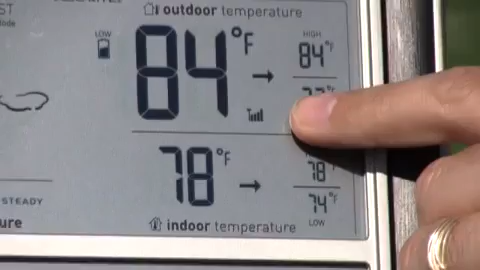 outdoor temperature
LOW
84°F
HIGH
84°F
78°F
78°
74°
LOW
STEADY
indoor temperature